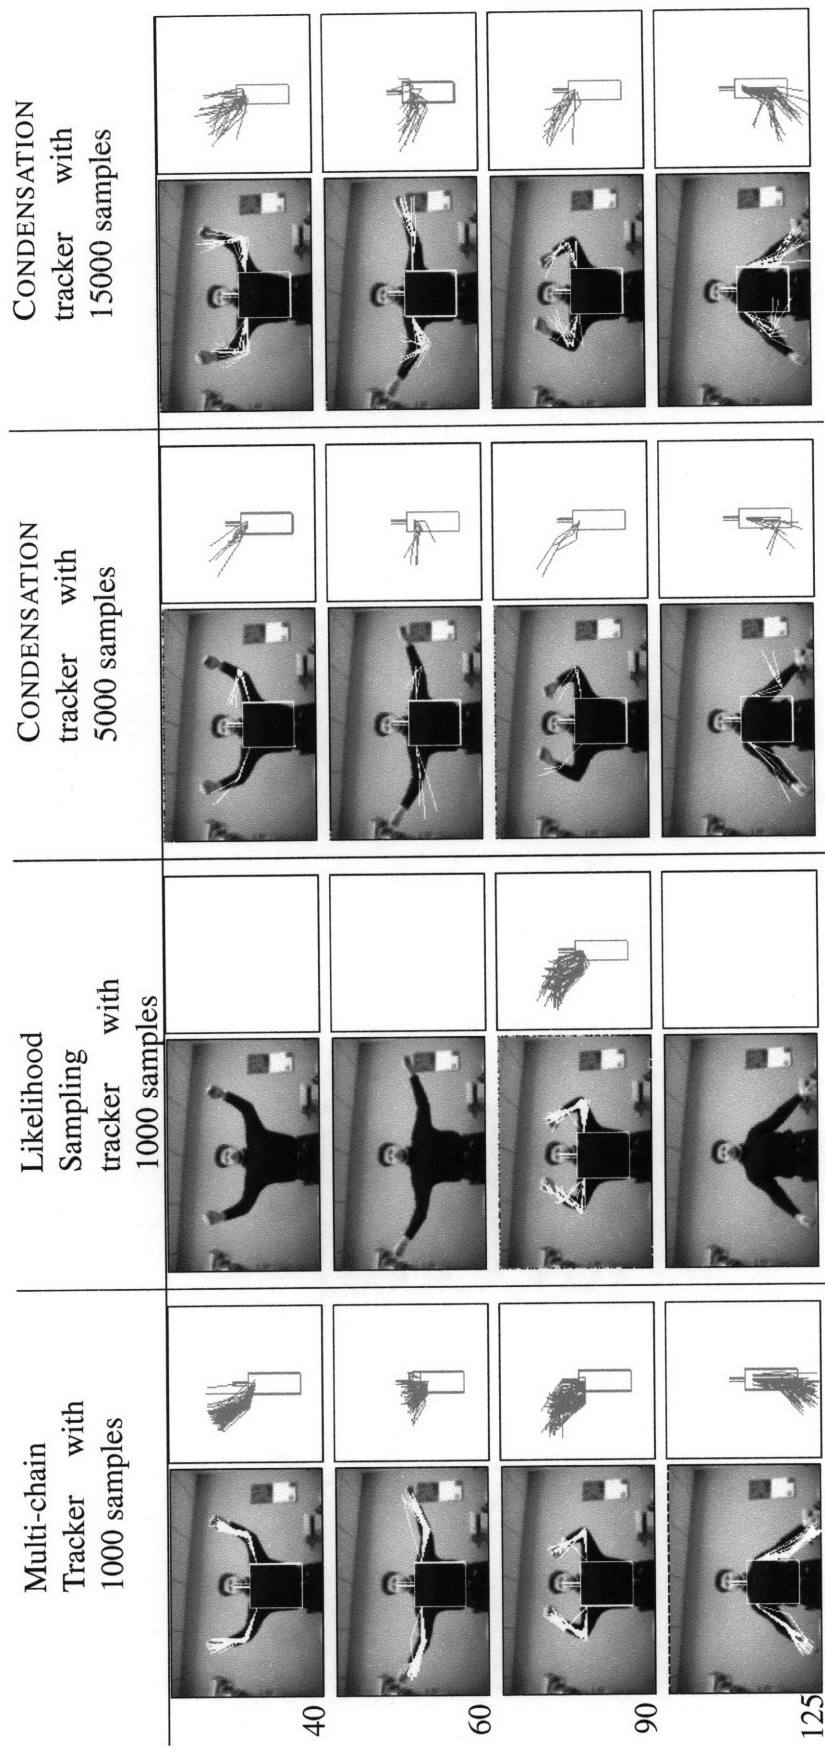 Multi-chain
Tracker with
1000 samples
Likelihood
Sampling
tracker with
1000 samples
CONDENSATION
tracker with
5000 samples
CONDENSATION
tracker with
15000 samples
40
60
90
125